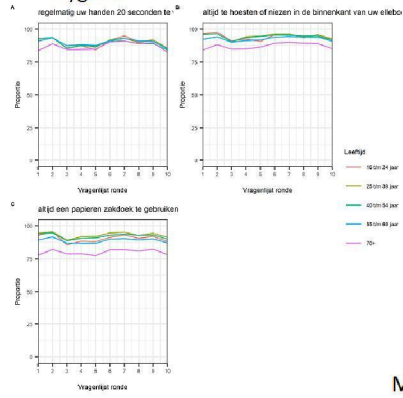 A
regelmatig uw handen 20 seconden te
100
75
50
25
0
Proportie
1 2 3 4 5 6 7 8 9 10
Vragenlijst ronde
B
altijd te hoesten of niezen in de binnenkant van uw elleboo
100
75
50
25
0
Proportie
1 2 3 4 5 6 7 8 9 10
Vragenlijst ronde
Leeftijd
16 t/m 24 jaar
25 t/m 39 jaar
40 t/m 54 jaar
55 t/m 69 jaar
70+
C
altijd een papieren zakdoek te gebruiken
100
75
50
25
0
Proportie
1 2 3 4 5 6 7 8 9 10
Vragenlijst ronde